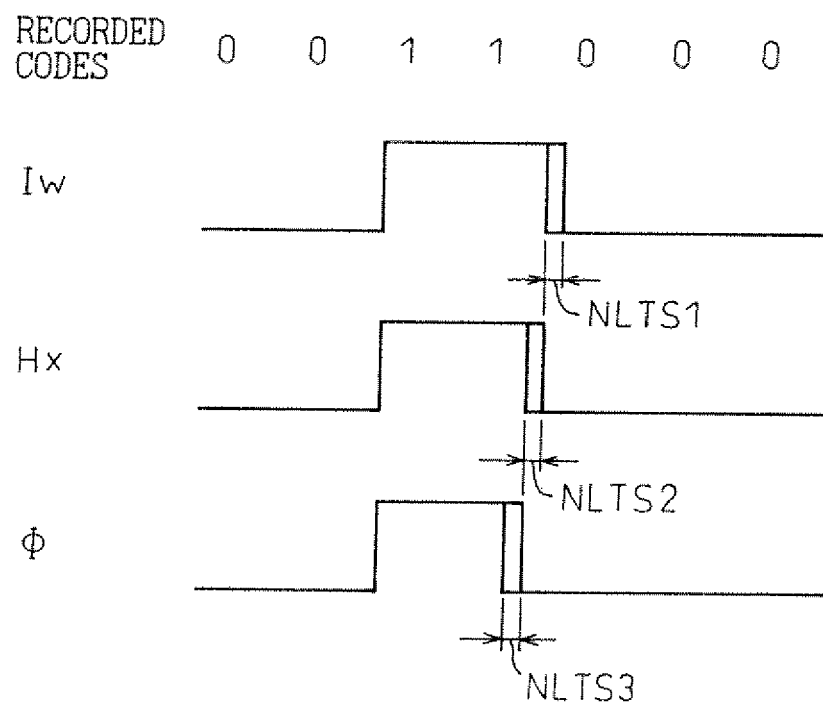 RECORDED CODES 0 0 1 1 0 0 0
Iw
NLTS1
Hx
NLTS2
Φ
NLTS3